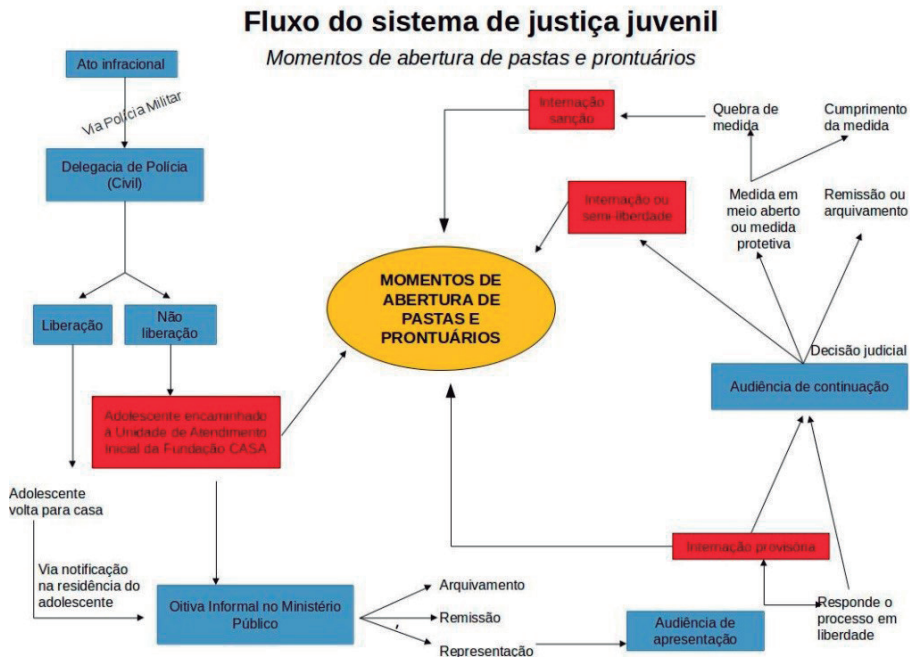 Fluxo do sistema de justiça juvenil
Momentos de abertura de pastas e prontuários
Ato infracional
Via Polícia Militar
Delegacia de Polícia
(Civil)
Liberação
Não
liberação
Adolescente encaminhado
à Unidade de Atendimento
Inicial da Fundação CASA
Adolescente
volta para casa
Via notificação
na residência do
adolescente
Oitiva Informal no Ministério
Público
Arquivamento
Remissão
Representação
Audiência de
apresentação
Responde o
processo em
liberdade
Internação provisória
Audiência de continuação
Decisão judicial
Internação ou
semi-liberdade
Medida em
meio aberto
ou medida
protetiva
Remissão ou
arquivamento
Quebra de
medida
Cumprimento
da medida
Internação
sanção
MOMENTOS DE
ABERTURA DE
PASTAS E
PRONTUÁRIOS